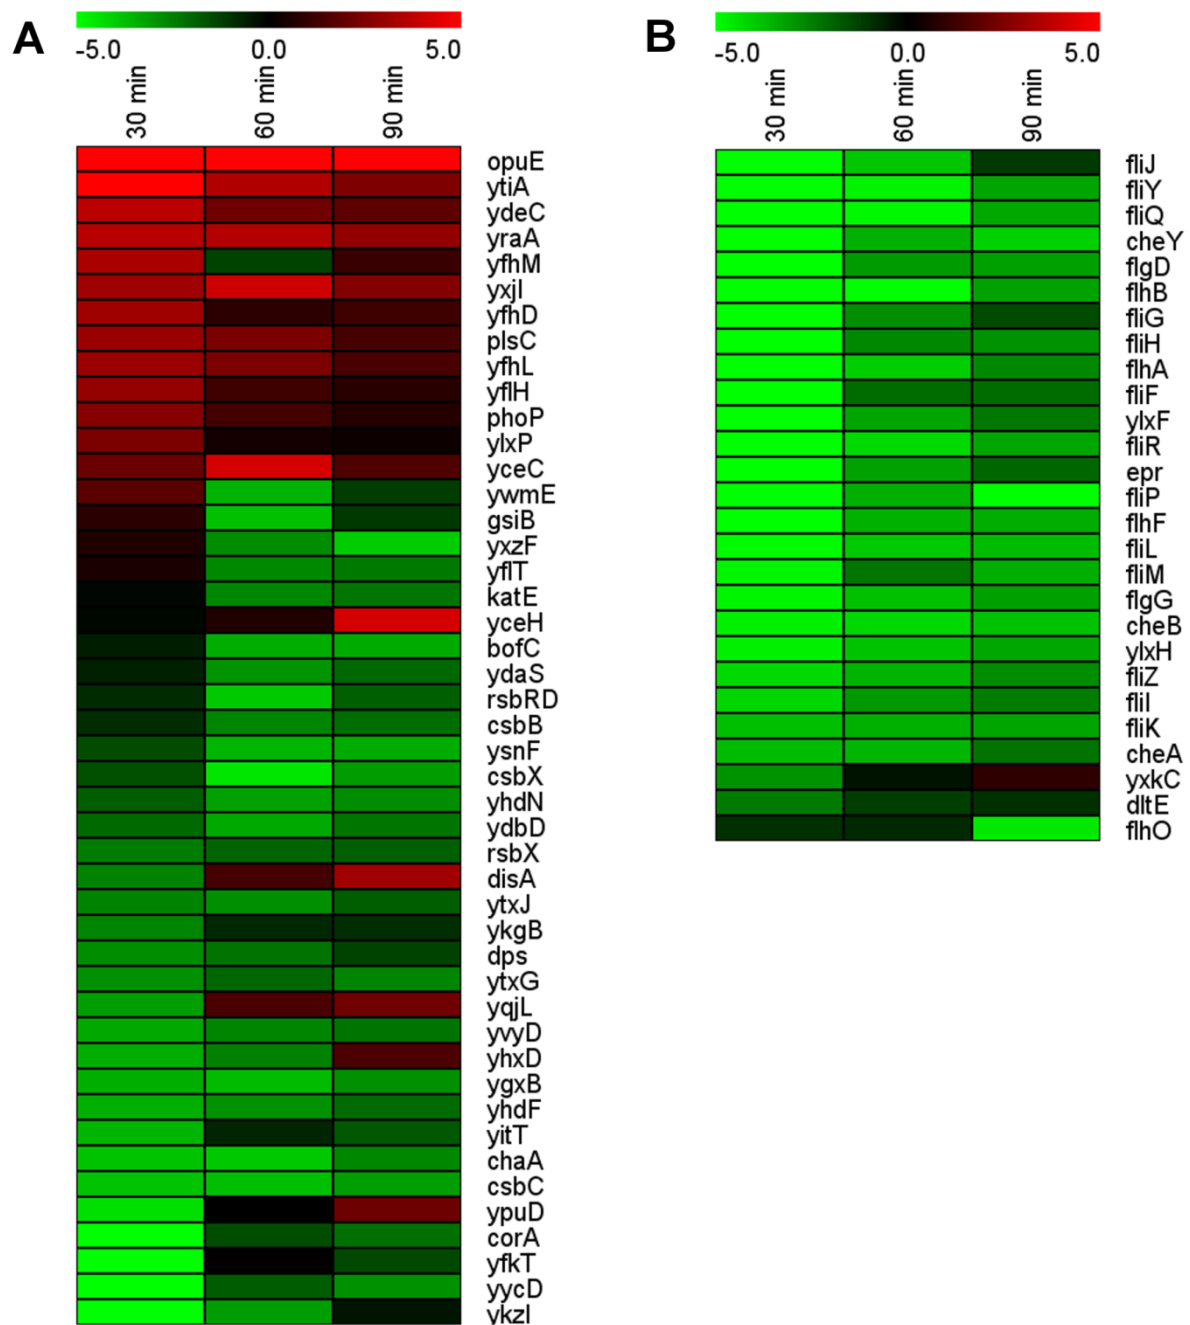 A
-5.0 0.0 5.0
30 min 60 min 90 min
opuE
ytiA
ydeC
yraA
yfhM
yxjI
yfhD
plsC
yfhL
yflH
phoP
ylxP
yceC
ywmE
gsiB
yxzF
yflT
katE
yceH
bofC
ydaS
rsbRD
csbB
ysnF
csbX
yhdN
ydbD
rsbX
disA
ytxJ
ykgB
dps
ytxG
yqjL
yvyD
yhxD
ygxB
yhdF
yitT
chaA
csbC
ypuD
corA
yfkT
yycD
ykzI
B
-5.0 0.0 5.0
30 min 60 min 90 min
fliJ
fliY
fliQ
cheY
flgD
flhB
fliG
fliH
flhA
fliF
ylxF
fliR
epr
fliP
flhF
fliL
fliM
flgG
cheB
ylxH
fliZ
fliI
fliK
cheA
yxkC
dltE
flhO